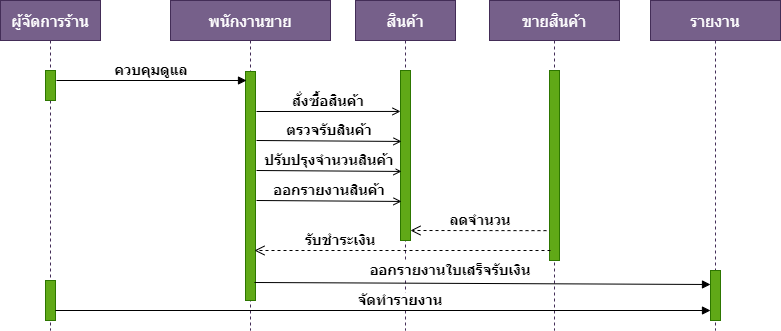 ผู้จัดการร้าน
พนักงานขาย
สินค้า
ขายสินค้า
รายงาน
ควบคุมดูแล
สั่งซื้อสินค้า
ตรวจรับสินค้า
ปรับปรุงจำนวนสินค้า
ออกรายงานสินค้า
ลดจำนวน
รับชำระเงิน
ออกรายงานใบเสร็จรับเงิน
จัดทำรายงาน